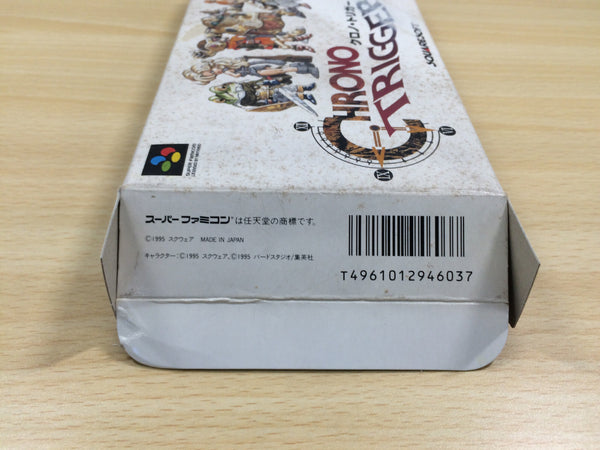 CHRONO
クロノ・トリガー
TRIGGER
SQUARESOFT
SUPER FAMICOM
スーパーファミコン®は任天堂の商標です。
©1995 スクウェア MADE IN JAPAN
キャラクター:©1995 スクウェア、©1995 バードスタジオ/集英社
T4961012946037